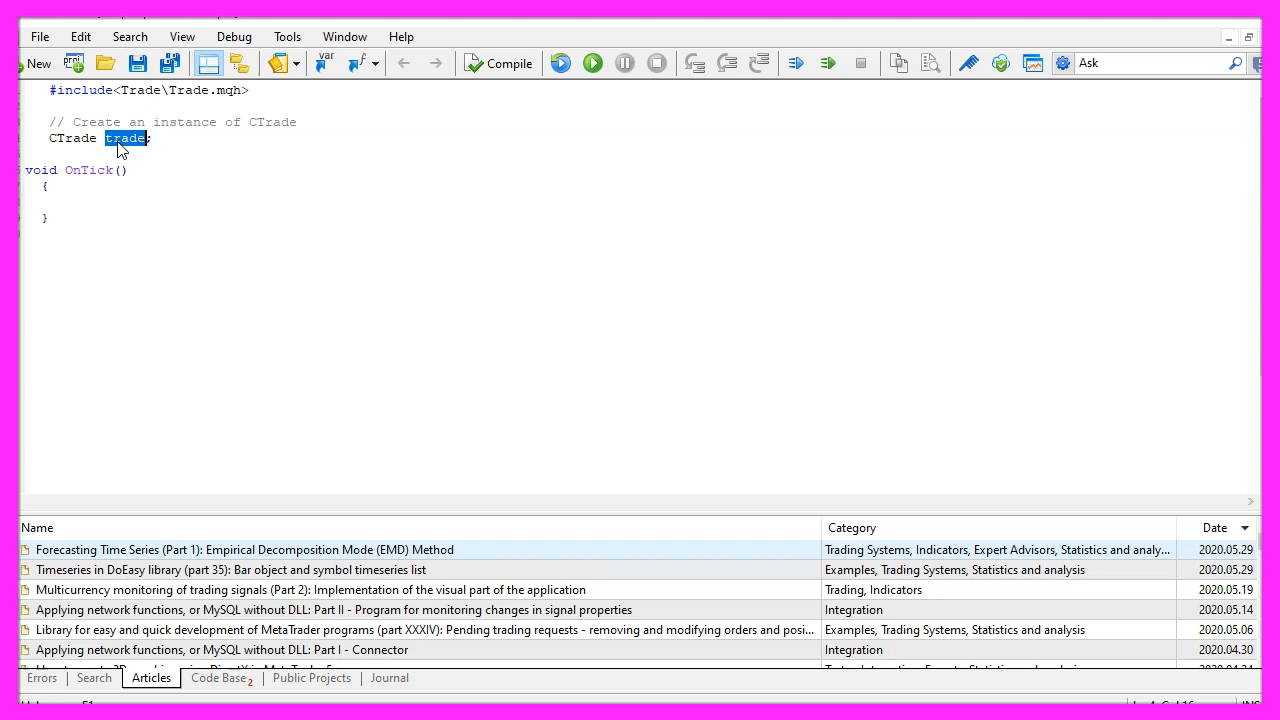 File Edit Search View Debug Tools Window Help
New Compile Ask
#include<Trade\Trade.mqh>
// Create an instance of CTrade
CTrade trade;
void OnTick()
{
}
Name Category Date
Forecasting Time Series (Part 1): Empirical Decomposition Mode (EMD) Method Trading Systems, Indicators, Expert Advisors, Statistics and analy... 2020.05.29
Timeseries in DoEasy library (part 35): Bar object and symbol timeseries list Examples, Trading Systems, Statistics and analysis 2020.05.29
Multicurrency monitoring of trading signals (Part 2): Implementation of the visual part of the application Trading, Indicators 2020.05.19
Applying network functions, or MySQL without DLL: Part II - Program for monitoring changes in signal properties Integration 2020.05.14
Library for easy and quick development of MetaTrader programs (part XXXIV): Pending trading requests - removing and modifying orders and posi... Examples, Trading Systems, Statistics and analysis 2020.05.06
Applying network functions, or MySQL without DLL: Part I - Connector Integration 2020.04.30
Errors Search Articles Code Base 2 Public Projects Journal